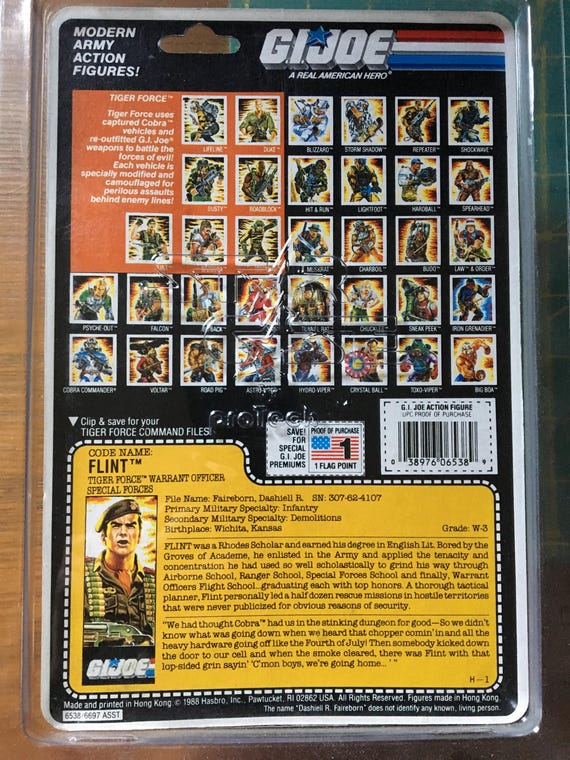 MODERN
ARMY
ACTION
FIGURES!
G.I.JOE
A REAL AMERICAN HERO™
TIGER FORCE™
Tiger Force uses
captured Cobra™
vehicles and
re-outfitted G.I. Joe™
weapons to battle the
forces of evil!
Each vehicle is
specially modified and
camouflaged for
perilous assaults
behind enemy lines!
LIFELINE™ DUKE™ BLIZZARD™ STORM SHADOW™ REPEATER™ SHOCKWAVE™
DUSTY™ ROADBLOCK™ HIT & RUN™ LIGHTFOOT™ HARDBALL™ SPEARHEAD™
MUSKRAT™ CHARBOIL™ BUDO™ LAW & ORDER™
PSYCHE-OUT™ FALCON™ TUNNEL RAT™ CHUCKLES™ SNEAK PEEK™ IRON GRENADIER™
COBRA COMMANDER™ VOLTAR™ ROAD PIG™ ASTRO-VIPER™ HYDRO-VIPER™ CRYSTAL BALL™ TOXO-VIPER™ BIG BOA™
proTech
▼ Clip & save for your
TIGER FORCE COMMAND FILES!
SAVE!
FOR
SPECIAL
G.I. JOE
PREMIUMS
PROOF OF PURCHASE
1
1 FLAG POINT
G.I. JOE ACTION FIGURE
UPC PROOF OF PURCHASE
0 38976 06538 9
CODE NAME:
FLINT™
TIGER FORCE™ WARRANT OFFICER
SPECIAL FORCES
File Name: Faireborn, Dashiell R. SN: 307-62-4107
Primary Military Specialty: Infantry
Secondary Military Specialty: Demolitions
Birthplace: Wichita, Kansas Grade: W-3
FLINT was a Rhodes Scholar and earned his degree in English Lit. Bored by the
Groves of Academe, he enlisted in the Army and applied the tenacity and
concentration he had used so well scholastically to grind his way through
Airborne School, Ranger School, Special Forces School and finally, Warrant
Officers Flight School...graduating each with top honors. A thorough tactical
planner, Flint personally led a half dozen rescue missions in hostile territories
that were never publicized for obvious reasons of security.
"We had thought Cobra™ had us in the stinking dungeon for good—So we didn't
know what was going down when we heard that chopper comin' in and all the
heavy hardware going off like the Fourth of July! Then somebody kicked down
the door to our cell and when the smoke cleared, there was Flint with that
lop-sided grin sayin' 'C'mon boys, we're going home...'"
H-1
G.I. JOE
Made and printed in Hong Kong. © 1988 Hasbro, Inc., Pawtucket, RI 02862 USA. All Rights Reserved. Figures made in Hong Kong.
6538/6697 ASST. The name "Dashiell R. Faireborn" does not identify any known, living person.